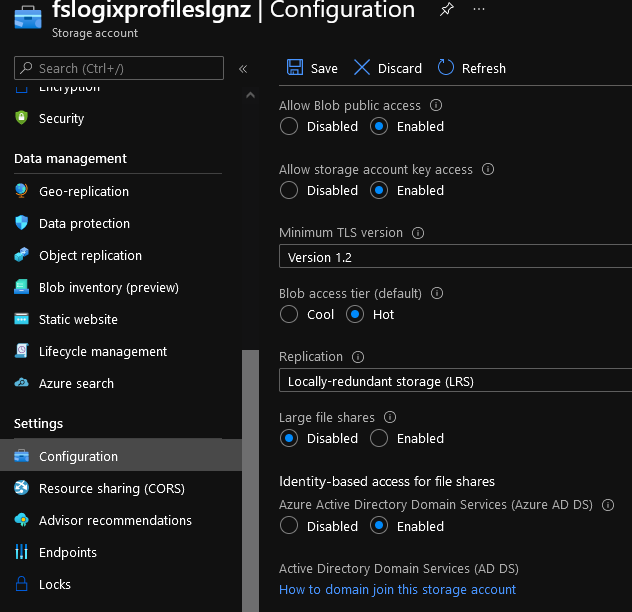 fslogixprofileslgnz | Configuration
Storage account
Search (Ctrl+/)
Encryption
Security
Data management
Geo-replication
Data protection
Object replication
Blob inventory (preview)
Static website
Lifecycle management
Azure search
Settings
Configuration
Resource sharing (CORS)
Advisor recommendations
Endpoints
Locks
Save Discard Refresh
Allow Blob public access
Disabled Enabled
Allow storage account key access
Disabled Enabled
Minimum TLS version
Version 1.2
Blob access tier (default)
Cool Hot
Replication
Locally-redundant storage (LRS)
Large file shares
Disabled Enabled
Identity-based access for file shares
Azure Active Directory Domain Services (Azure AD DS)
Disabled Enabled
Active Directory Domain Services (AD DS)
How to domain join this storage account